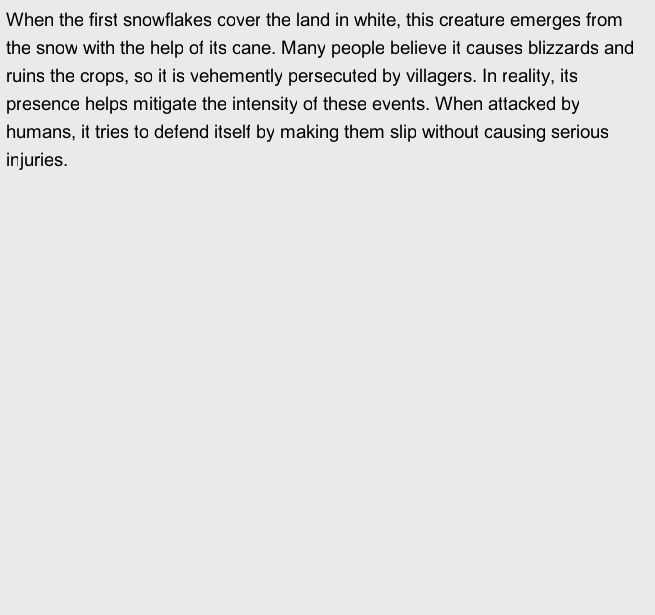 When the first snowflakes cover the land in white, this creature emerges from
the snow with the help of its cane. Many people believe it causes blizzards and
ruins the crops, so it is vehemently persecuted by villagers. In reality, its
presence helps mitigate the intensity of these events. When attacked by
humans, it tries to defend itself by making them slip without causing serious
injuries.